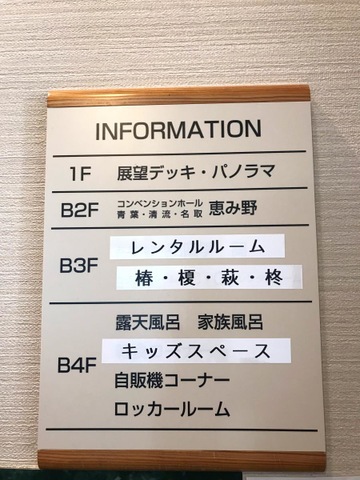 INFORMATION
1F 展望デッキ・パノラマ
B2F コンベンションホール 青葉・清流・名取 恵み野
B3F レンタルルーム
椿・榎・萩・柊
B4F 露天風呂 家族風呂
キッズスペース
自販機コーナー
ロッカールーム